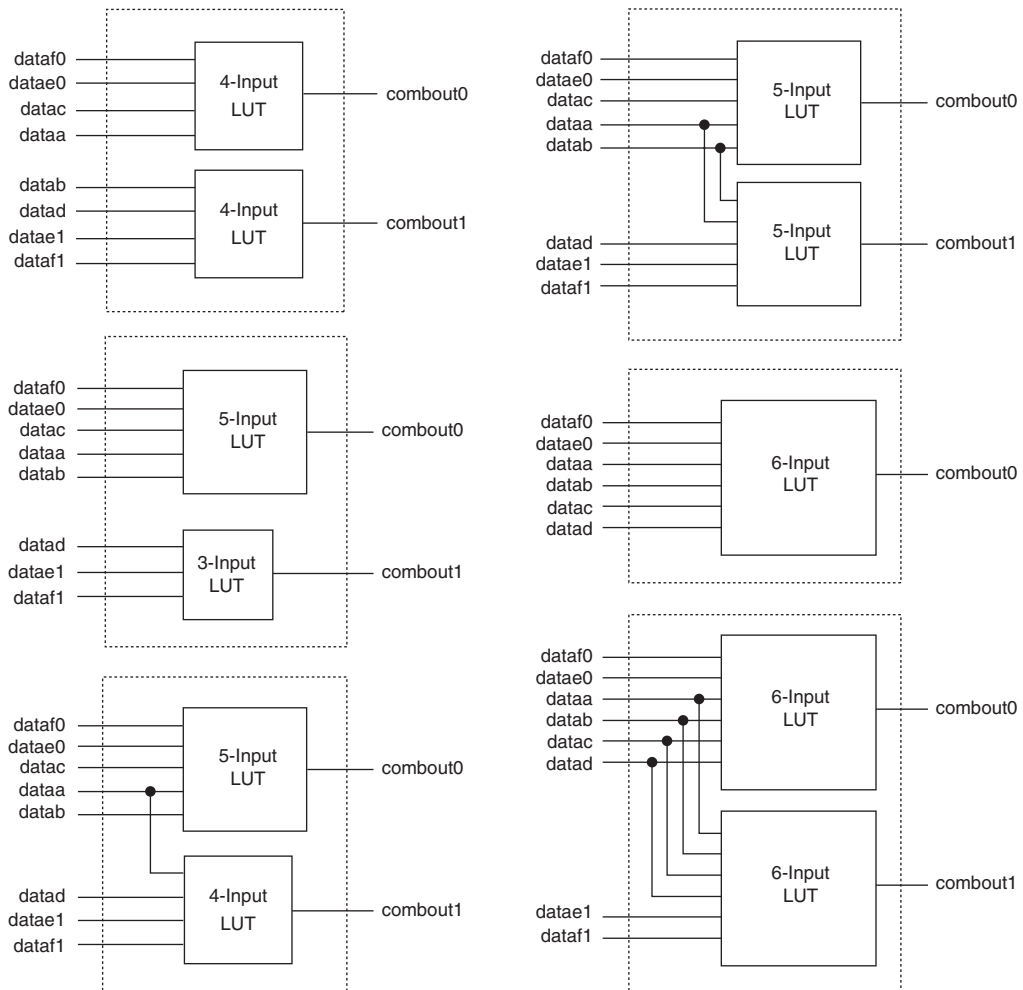 dataf0
datae0
datac
dataa
4-Input
LUT
combout0
datab
datad
datae1
dataf1
4-Input
LUT
combout1
dataf0
datae0
datac
dataa
datab
5-Input
LUT
combout0
datad
datae1
dataf1
3-Input
LUT
combout1
dataf0
datae0
datac
dataa
datab
5-Input
LUT
combout0
datad
datae1
dataf1
4-Input
LUT
combout1
dataf0
datae0
datac
dataa
datab
5-Input
LUT
combout0
datad
datae1
dataf1
5-Input
LUT
combout1
dataf0
datae0
dataa
datab
datac
datad
6-Input
LUT
combout0
dataf0
datae0
dataa
datab
datac
datad
6-Input
LUT
combout0
datae1
dataf1
6-Input
LUT
combout1